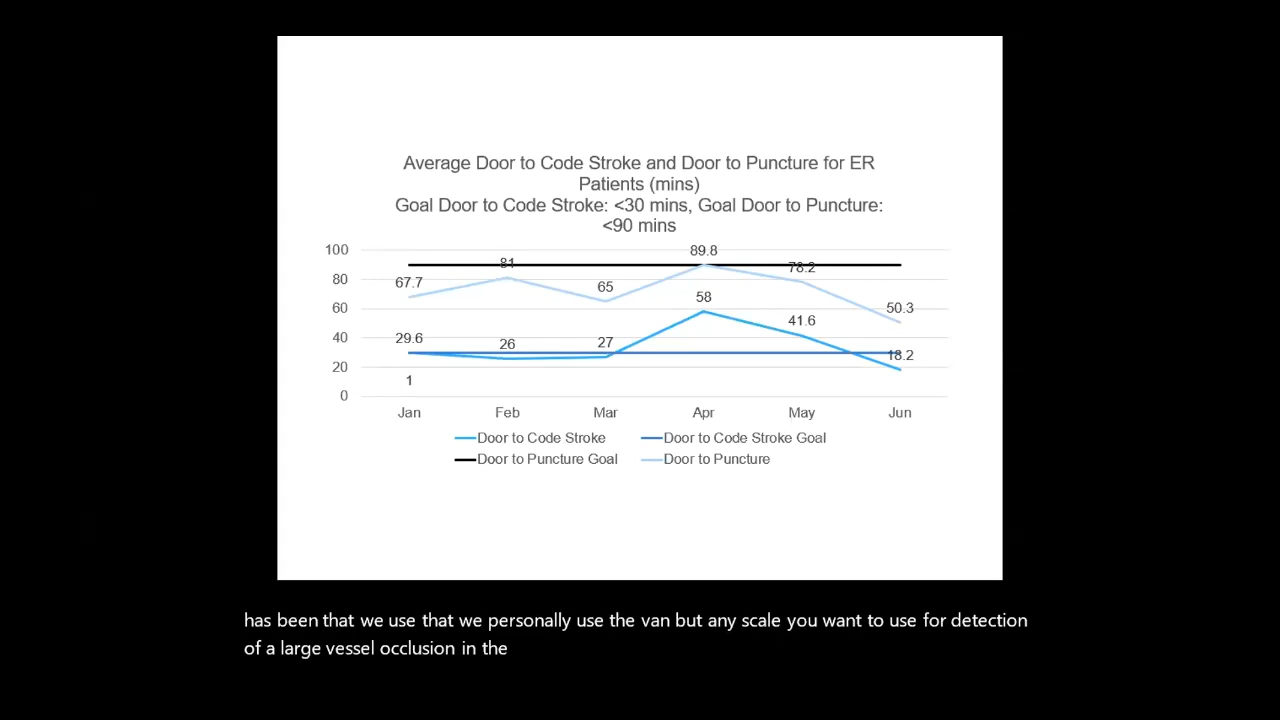 Average Door to Code Stroke and Door to Puncture for ER
Patients (mins)
Goal Door to Code Stroke: <30 mins, Goal Door to Puncture:
<90 mins
100
80
60
40
20
0
67.7
81
65
89.8
78.2
50.3
29.6
26
27
58
41.6
18.2
1
Jan Feb Mar Apr May Jun
Door to Code Stroke Door to Code Stroke Goal
Door to Puncture Goal Door to Puncture
has been that we use that we personally use the van but any scale you want to use for detection
of a large vessel occlusion in the